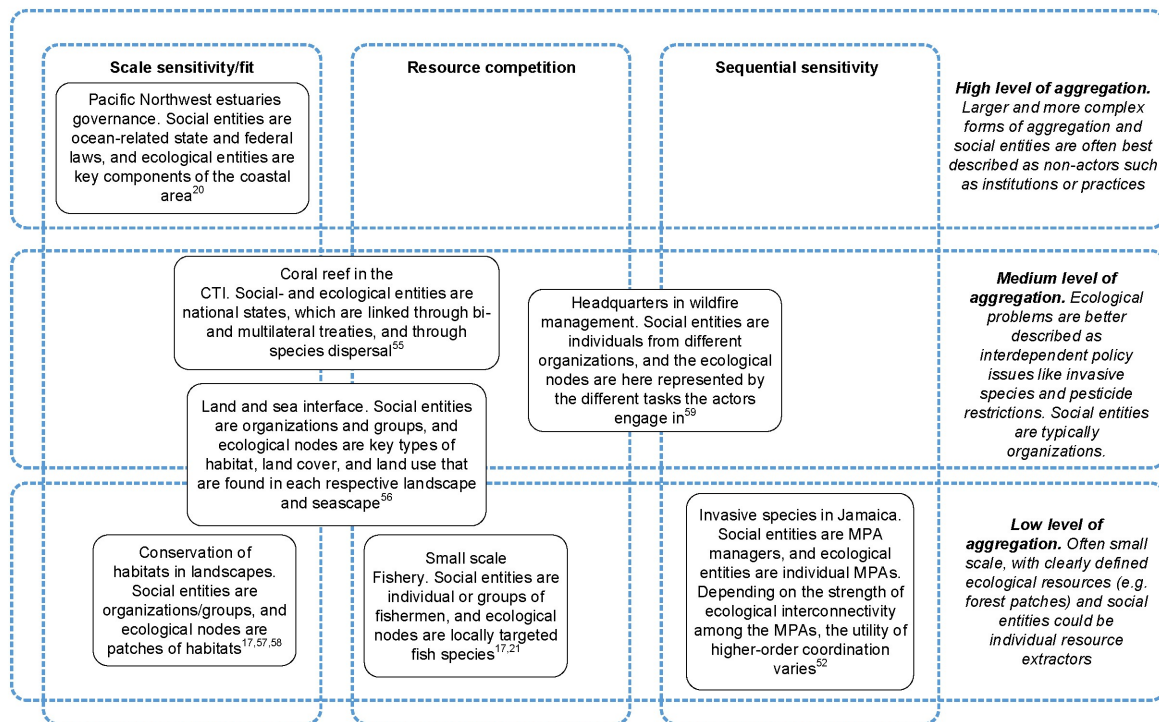 Scale sensitivity/fit
Resource competition
Sequential sensitivity
Pacific Northwest estuaries
governance. Social entities are
ocean-related state and federal
laws, and ecological entities are
key components of the coastal
area20
High level of aggregation.
Larger and more complex
forms of aggregation and
social entities are often best
described as non-actors such
as institutions or practices
Coral reef in the
CTI. Social- and ecological entities are
national states, which are linked through bi-
and multilateral treaties, and through
species dispersal55
Headquarters in wildfire
management. Social entities are
individuals from different
organizations, and the ecological
nodes are here represented by
the different tasks the actors
engage in59
Medium level of
aggregation. Ecological
problems are better
described as
interdependent policy
issues like invasive
species and pesticide
restrictions. Social entities
are typically
organizations.
Land and sea interface. Social entities
are organizations and groups, and
ecological nodes are key types of
habitat, land cover, and land use that
are found in each respective landscape
and seascape56
Conservation of
habitats in landscapes.
Social entities are
organizations/groups, and
ecological nodes are
patches of habitats17,57,58
Small scale
Fishery. Social entities are
individual or groups of
fishermen, and ecological
nodes are locally targeted
fish species17,21
Invasive species in Jamaica.
Social entities are MPA
managers, and ecological
entities are individual MPAs.
Depending on the strength of
ecological interconnectivity
among the MPAs, the utility of
higher-order coordination
varies52
Low level of
aggregation. Often small
scale, with clearly defined
ecological resources (e.g.
forest patches) and social
entities could be
individual resource
extractors